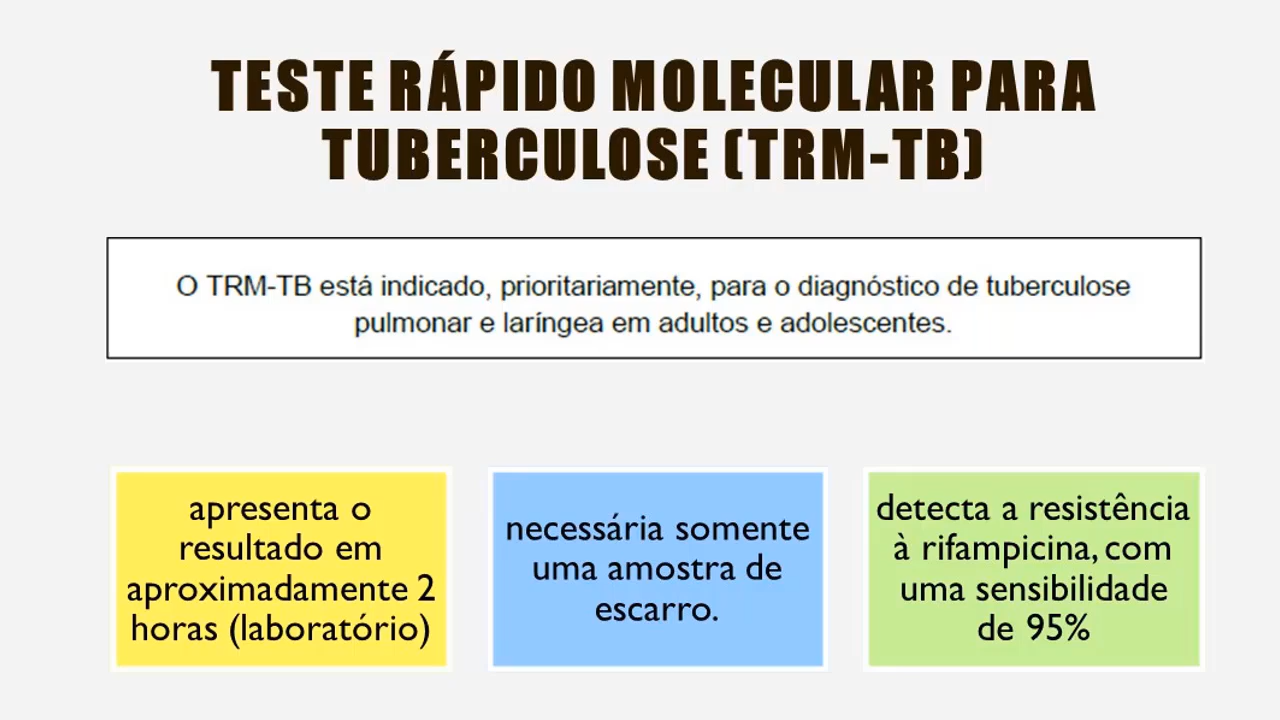 TESTE RÁPIDO MOLECULAR PARA
TUBERCULOSE (TRM-TB)
O TRM-TB está indicado, prioritariamente, para o diagnóstico de tuberculose
pulmonar e laríngea em adultos e adolescentes.
apresenta o
resultado em
aproximadamente 2
horas (laboratório)
necessária somente
uma amostra de
escarro.
detecta a resistência
à rifampicina, com
uma sensibilidade
de 95%